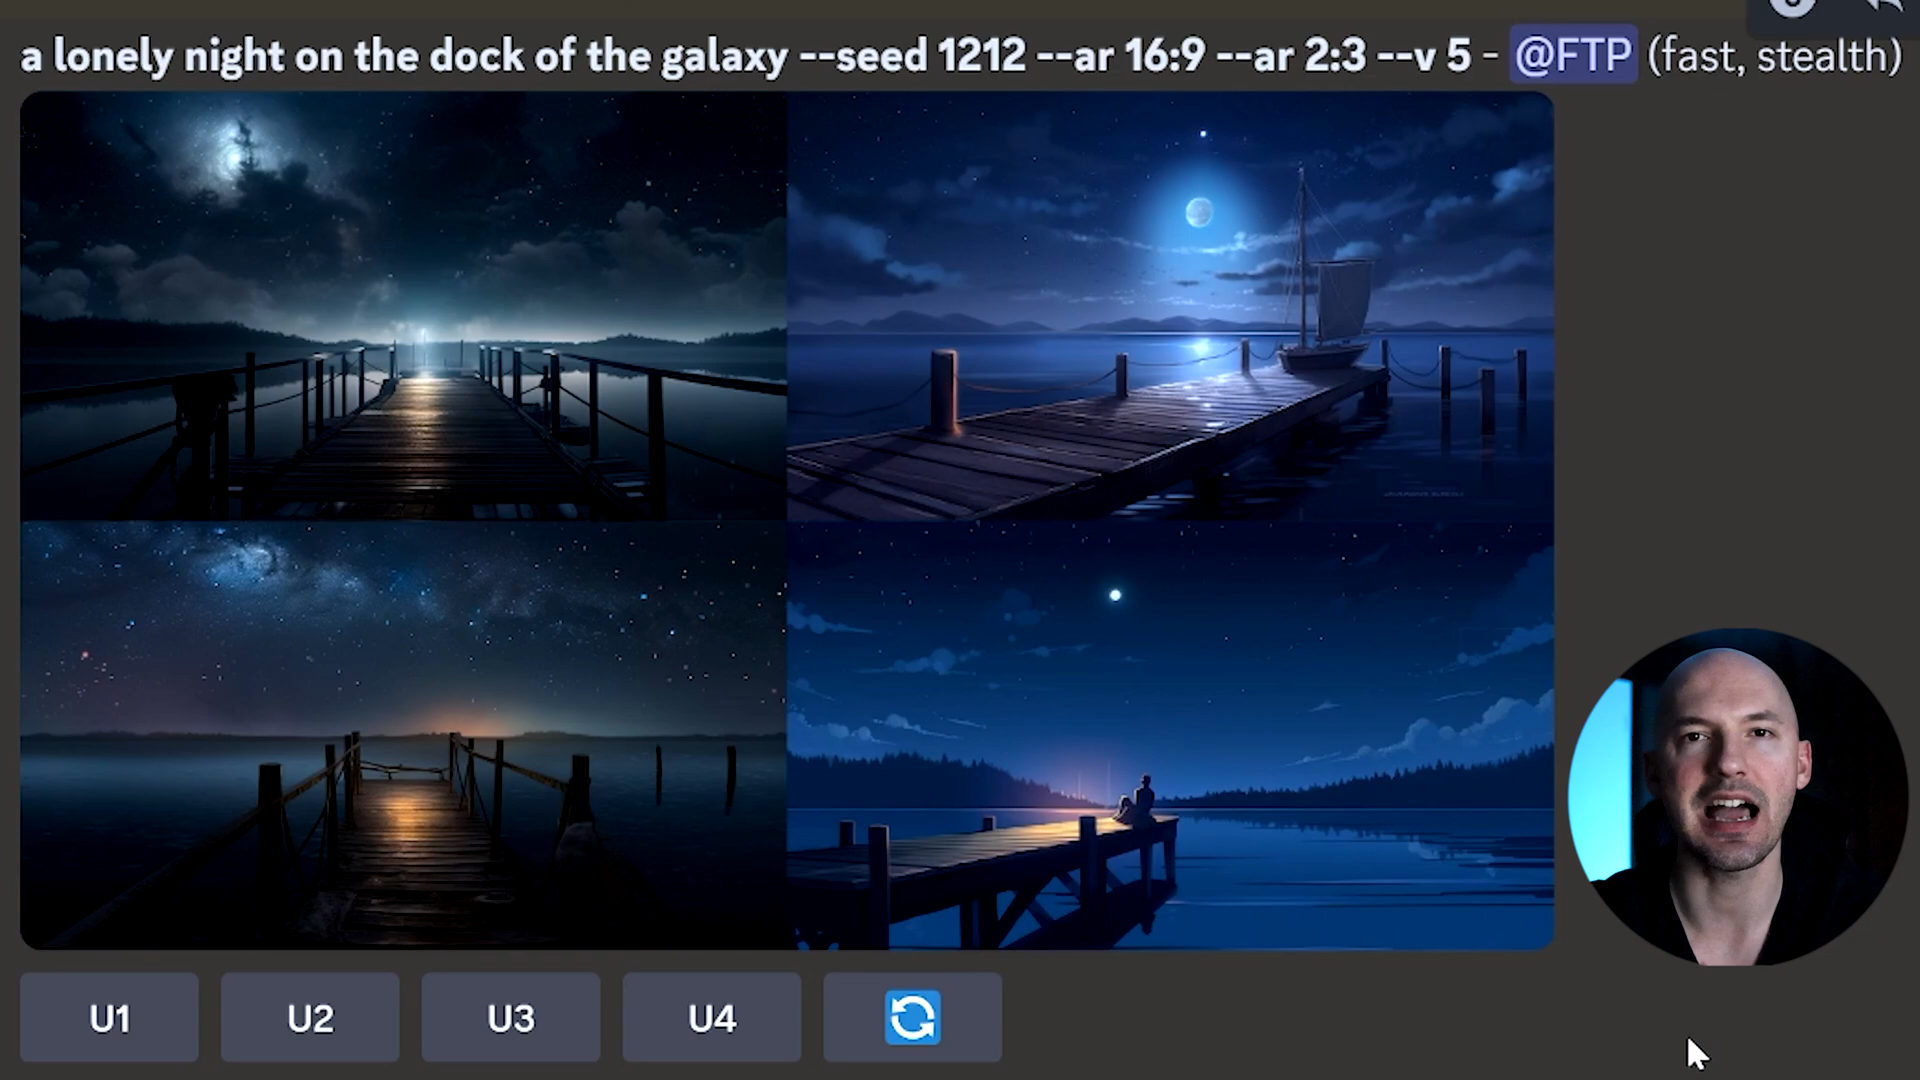 a lonely night on the dock of the galaxy --seed 1212 --ar 16:9 --ar 2:3 --v 5 - @FTP (fast, stealth)
U1 U2 U3 U4